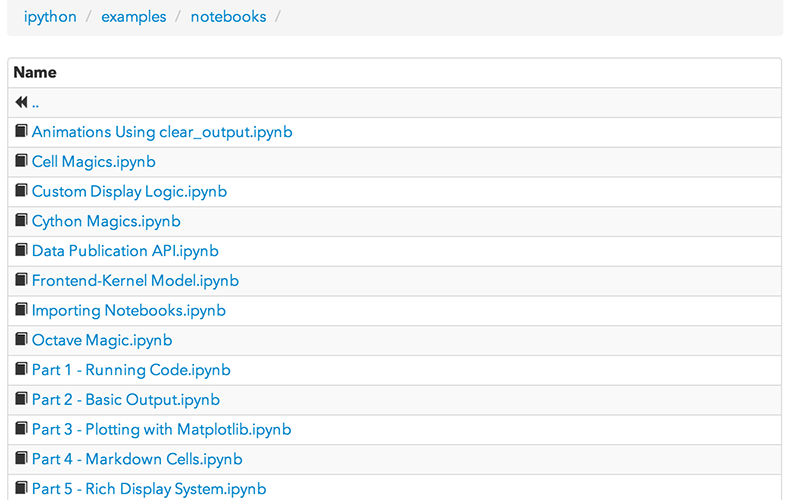 ipython / examples / notebooks /
Name
..
Animations Using clear_output.ipynb
Cell Magics.ipynb
Custom Display Logic.ipynb
Cython Magics.ipynb
Data Publication API.ipynb
Frontend-Kernel Model.ipynb
Importing Notebooks.ipynb
Octave Magic.ipynb
Part 1 - Running Code.ipynb
Part 2 - Basic Output.ipynb
Part 3 - Plotting with Matplotlib.ipynb
Part 4 - Markdown Cells.ipynb
Part 5 - Rich Display System.ipynb